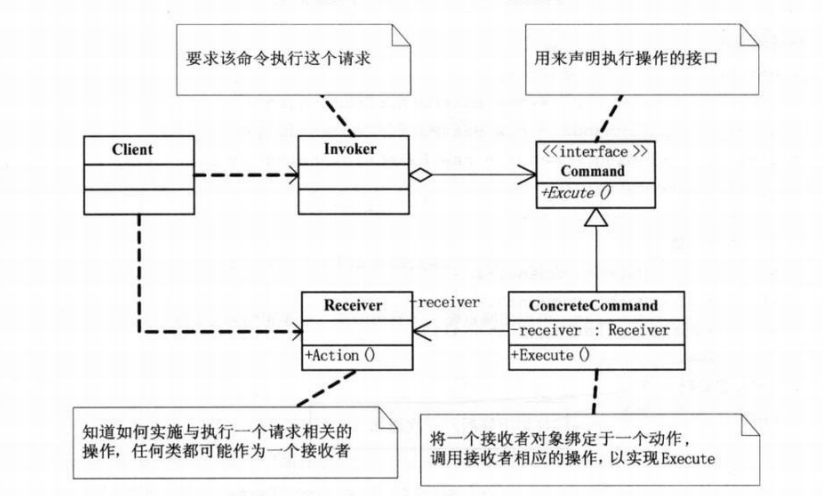 要求该命令执行这个请求
用来声明执行操作的接口
Client
Invoker
<<interface>>
Command
+Excute()
Receiver
-receiver
ConcreteCommand
+Action()
-receiver : Receiver
+Execute()
知道如何实施与执行一个请求相关的
操作，任何类都可能作为一个接收者
将一个接收者对象绑定于一个动作，
调用接收者相应的操作，以实现Execute